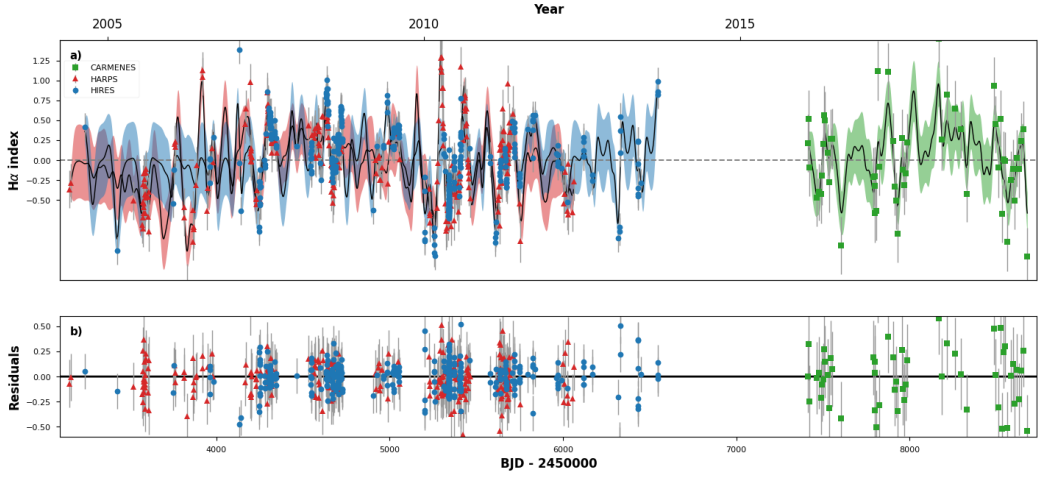 Year
2005 2010 2015
a)
CARMENES
HARPS
HIRES
Hα index
1.25
1.00
0.75
0.50
0.25
0.00
−0.25
−0.50
b)
Residuals
0.50
0.25
0.00
−0.25
−0.50
4000 5000 6000 7000 8000
BJD - 2450000